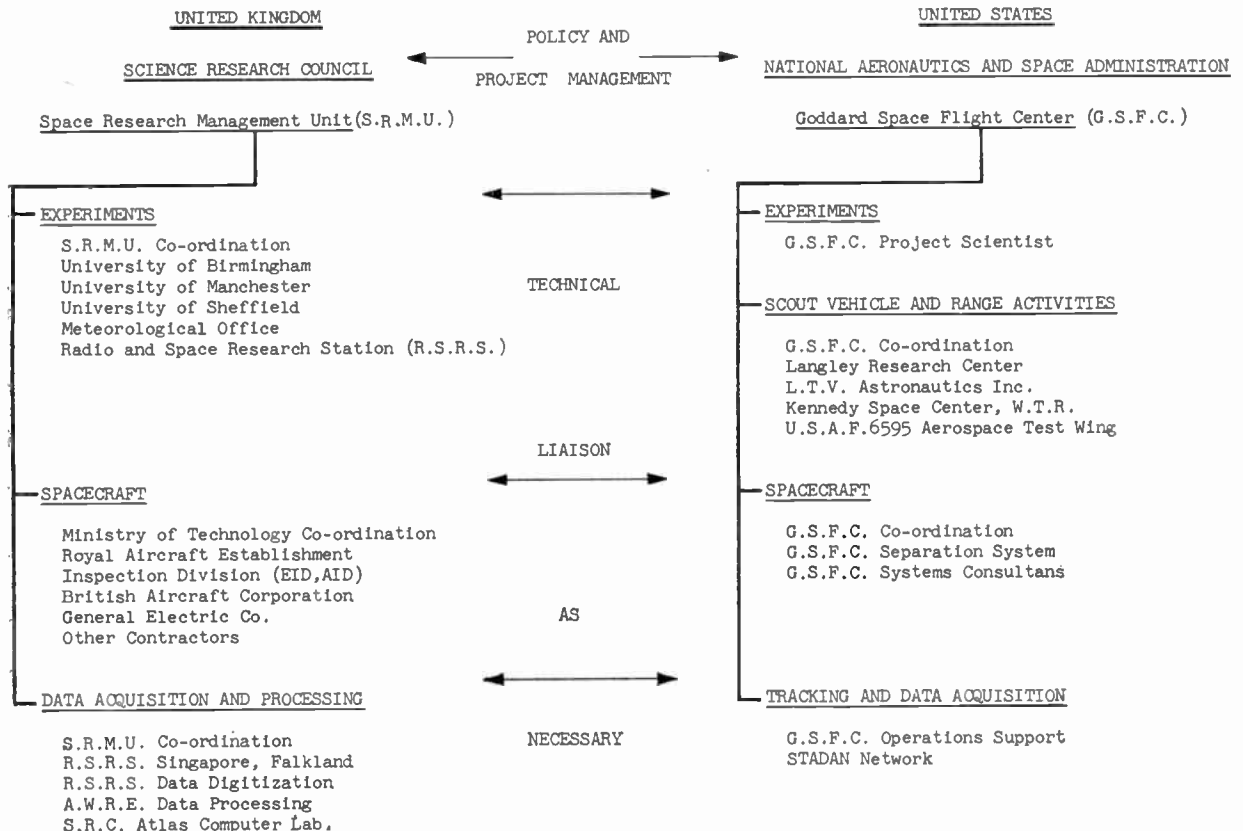 UNITED KINGDOM
SCIENCE RESEARCH COUNCIL
Space Research Management Unit(S.R.M.U.)
EXPERIMENTS
S.R.M.U. Co-ordination
University of Birmingham
University of Manchester
University of Sheffield
Meteorological Office
Radio and Space Research Station (R.S.R.S.)
SPACECRAFT
Ministry of Technology Co-ordination
Royal Aircraft Establishment
Inspection Division (EID,AID)
British Aircraft Corporation
General Electric Co.
Other Contractors
DATA ACQUISITION AND PROCESSING
S.R.M.U. Co-ordination
R.S.R.S. Singapore, Falkland
R.S.R.S. Data Digitization
A.W.R.E. Data Processing
S.R.C. Atlas Computer Lab.
POLICY AND
PROJECT MANAGEMENT
TECHNICAL
LIAISON
AS
NECESSARY
UNITED STATES
NATIONAL AERONAUTICS AND SPACE ADMINISTRATION
Goddard Space Flight Center (G.S.F.C.)
EXPERIMENTS
G.S.F.C. Project Scientist
SCOUT VEHICLE AND RANGE ACTIVITIES
G.S.F.C. Co-ordination
Langley Research Center
L.T.V. Astronautics Inc.
Kennedy Space Center, W.T.R.
U.S.A.F.6595 Aerospace Test Wing
SPACECRAFT
G.S.F.C. Co-ordination
G.S.F.C. Separation System
G.S.F.C. Systems Consultans
TRACKING AND DATA ACQUISITION
G.S.F.C. Operations Support
STADAN Network